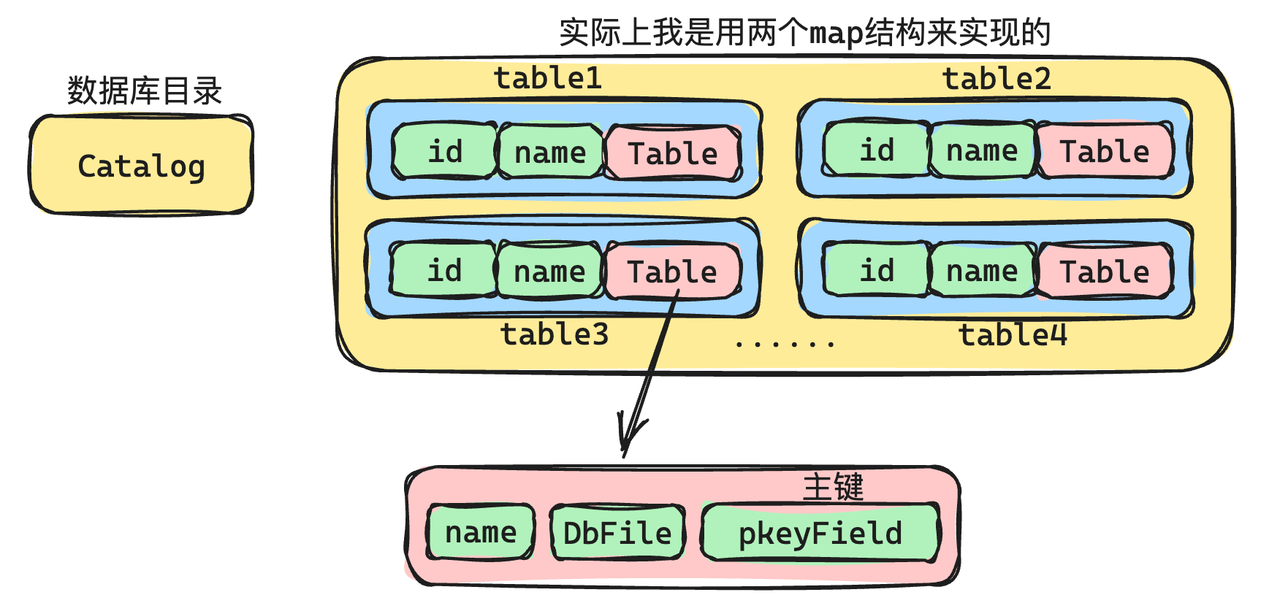 实际上我是用两个map结构来实现的
数据库目录
Catalog
table1
table2
id name Table
id name Table
id name Table
id name Table
table3
......
table4
主键
name DbFile pkeyField